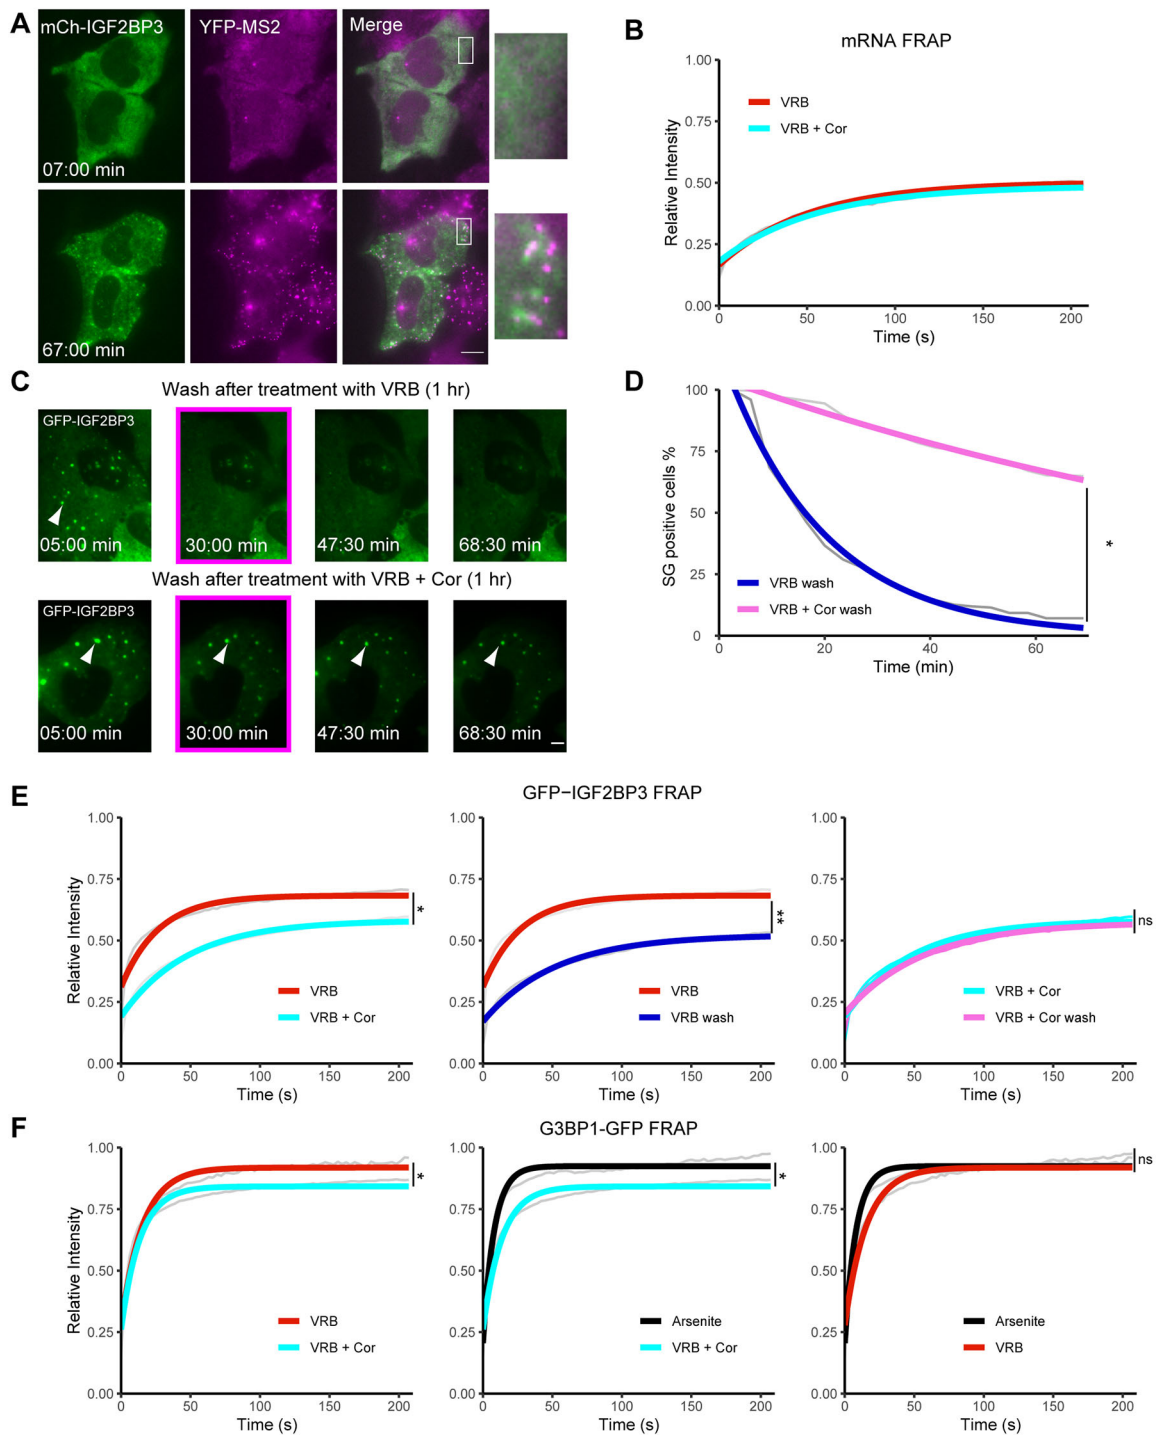 A
mCh-IGF2BP3
YFP-MS2
Merge
07:00 min
67:00 min
B
mRNA FRAP
1.00
0.75
0.50
0.25
0.00
Relative Intensity
VRB
VRB + Cor
0
50
100
150
200
Time (s)
C
Wash after treatment with VRB (1 hr)
GFP-IGF2BP3
05:00 min
30:00 min
47:30 min
68:30 min
Wash after treatment with VRB + Cor (1 hr)
GFP-IGF2BP3
05:00 min
30:00 min
47:30 min
68:30 min
D
100
75
50
25
0
SG positive cells %
VRB wash
VRB + Cor wash
*
0
20
40
60
Time (min)
E
GFP−IGF2BP3 FRAP
1.00
0.75
0.50
0.25
0.00
Relative Intensity
*
VRB
VRB + Cor
0
50
100
150
200
Time (s)
1.00
0.75
0.50
0.25
0.00
**
VRB
VRB wash
0
50
100
150
200
Time (s)
1.00
0.75
0.50
0.25
0.00
ns
VRB + Cor
VRB + Cor wash
0
50
100
150
200
Time (s)
F
G3BP1-GFP FRAP
1.00
0.75
0.50
0.25
0.00
Relative Intensity
*
VRB
VRB + Cor
0
50
100
150
200
Time (s)
1.00
0.75
0.50
0.25
0.00
*
Arsenite
VRB + Cor
0
50
100
150
200
Time (s)
1.00
0.75
0.50
0.25
0.00
ns
Arsenite
VRB
0
50
100
150
200
Time (s)